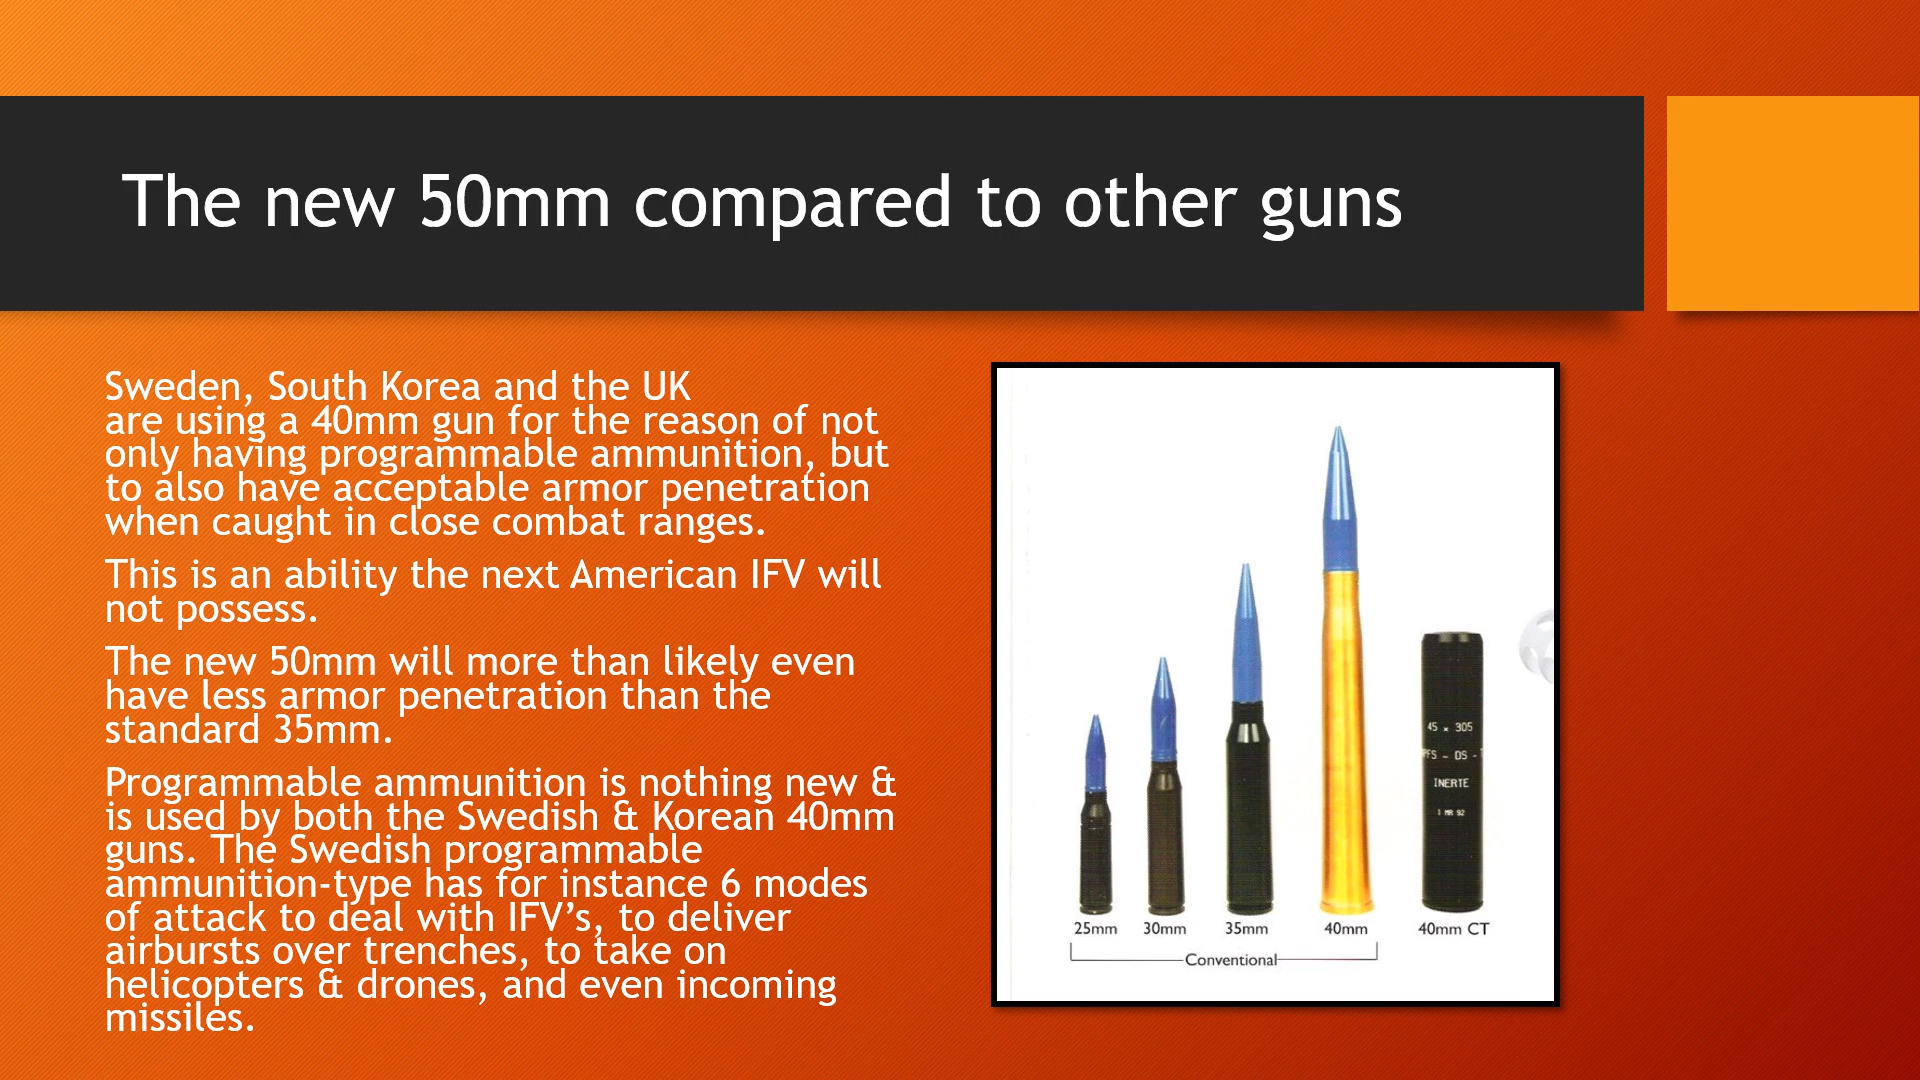 The new 50mm compared to other guns
Sweden, South Korea and the UK
are using a 40mm gun for the reason of not
only having programmable ammunition, but
to also have acceptable armor penetration
when caught in close combat ranges.
This is an ability the next American IFV will
not possess.
The new 50mm will more than likely even
have less armor penetration than the
standard 35mm.
Programmable ammunition is nothing new &
is used by both the Swedish & Korean 40mm
guns. The Swedish programmable
ammunition-type has for instance 6 modes
of attack to deal with IFV’s, to deliver
airbursts over trenches, to take on
helicopters & drones, and even incoming
missiles.
45 x 305
PFS - DS -
INERTE
1 MR 92
25mm 30mm 35mm 40mm 40mm CT
Conventional